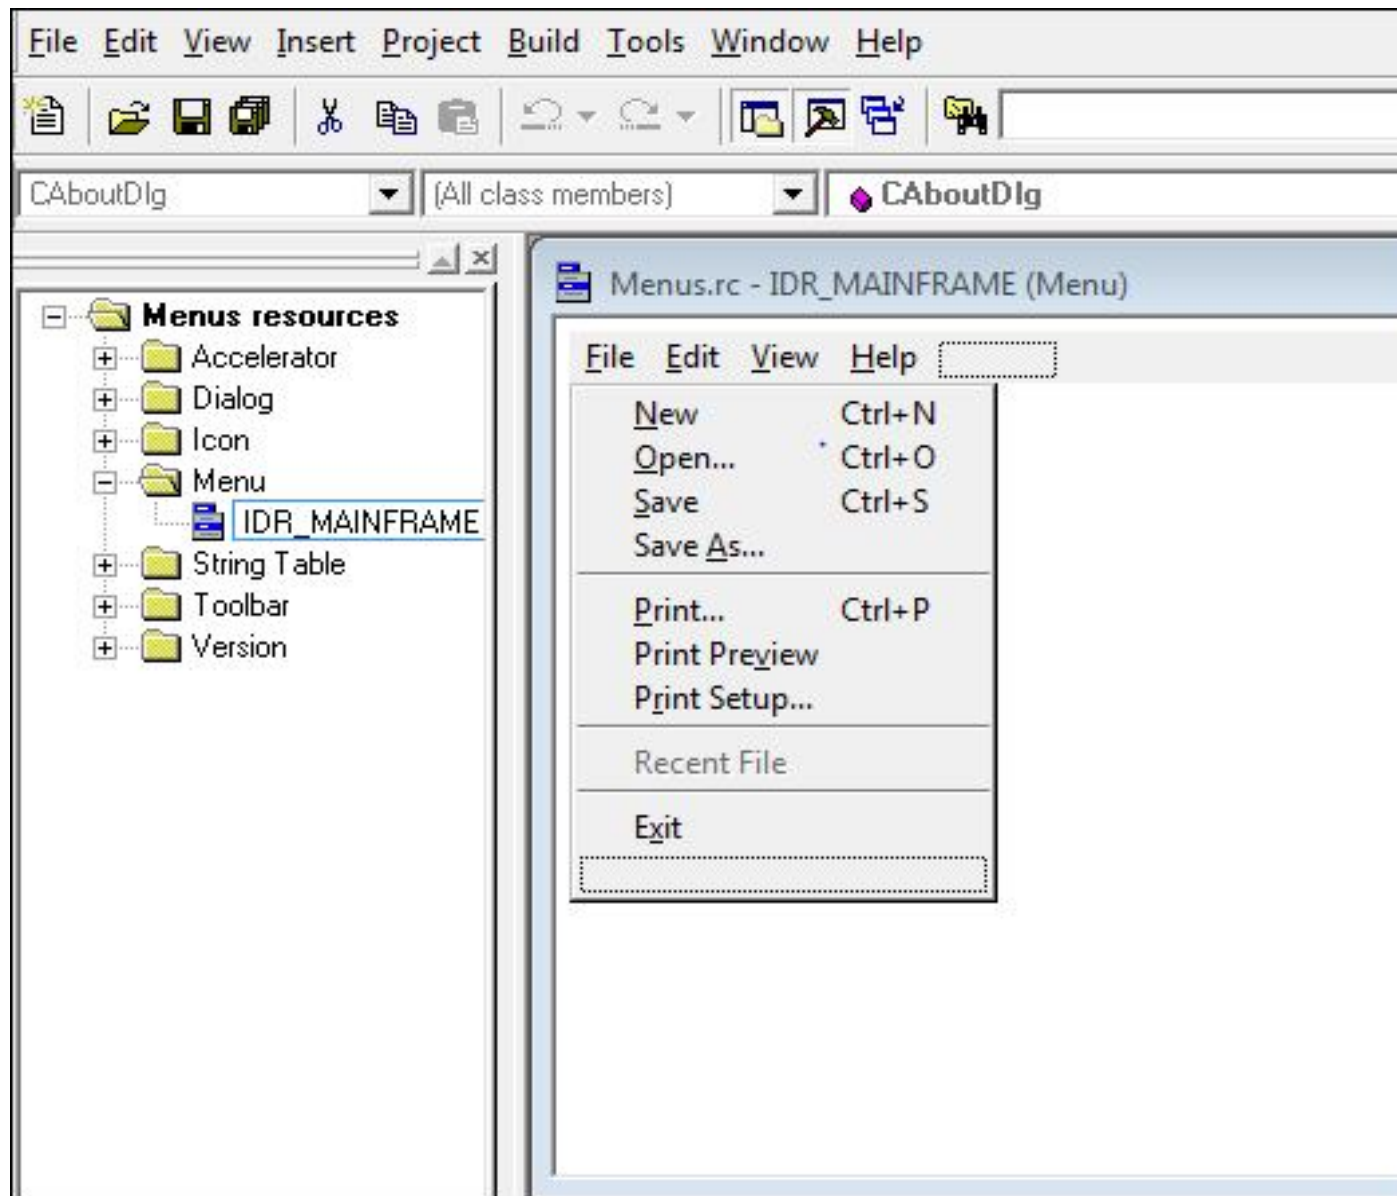 File Edit View Insert Project Build Tools Window Help
CAboutDlg (All class members) CAboutDlg
Menus resources
Accelerator
Dialog
Icon
Menu
IDR_MAINFRAME
String Table
Toolbar
Version
Menus.rc - IDR_MAINFRAME (Menu)
File Edit View Help
New Ctrl+N
Open... Ctrl+O
Save Ctrl+S
Save As...
Print... Ctrl+P
Print Preview
Print Setup...
Recent File
Exit